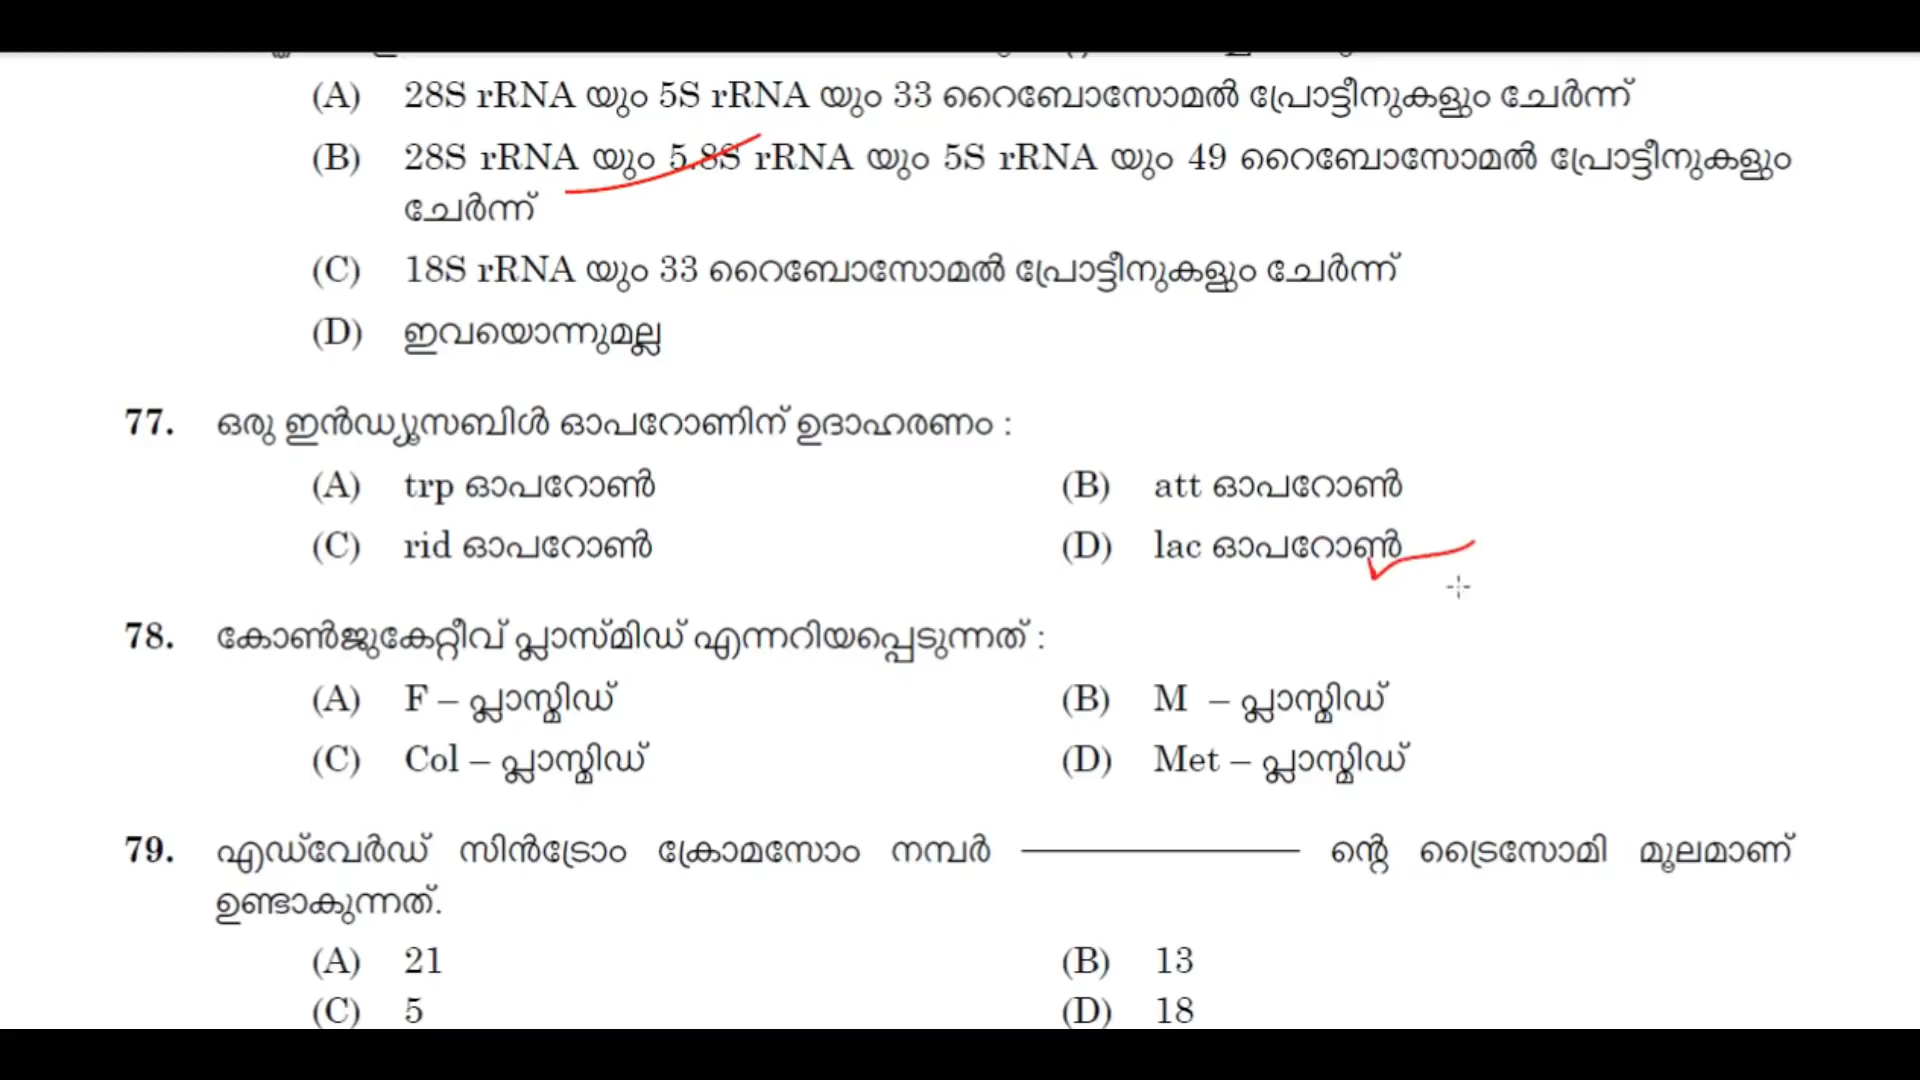 (A) 28S rRNA യും 5S rRNA യും 33 റൈബോസോമൽ പ്രോട്ടീനുകളും ചേർന്ന്
(B) 28S rRNA യും 5.8S rRNA യും 5S rRNA യും 49 റൈബോസോമൽ പ്രോട്ടീനുകളും
ചേർന്ന്
(C) 18S rRNA യും 33 റൈബോസോമൽ പ്രോട്ടീനുകളും ചേർന്ന്
(D) ഇവയൊന്നുമല്ല
77. ഒരു ഇൻഡ്യൂസബിൾ ഓപറോണിന് ഉദാഹരണം :
(A) trp ഓപറോൺ (B) att ഓപറോൺ
(C) rid ഓപറോൺ (D) lac ഓപറോൺ
78. കോൺജുകേറ്റീവ് പ്ലാസ്മിഡ് എന്നറിയപ്പെടുന്നത് :
(A) F – പ്ലാസ്മിഡ് (B) M – പ്ലാസ്മിഡ്
(C) Col – പ്ലാസ്മിഡ് (D) Met – പ്ലാസ്മിഡ്
79. എഡ്വേർഡ് സിൻട്രോം ക്രോമസോം നമ്പർ ———— ന്റെ ട്രൈസോമി മൂലമാണ്
ഉണ്ടാകുന്നത്.
(A) 21 (B) 13
(C) 5 (D) 18